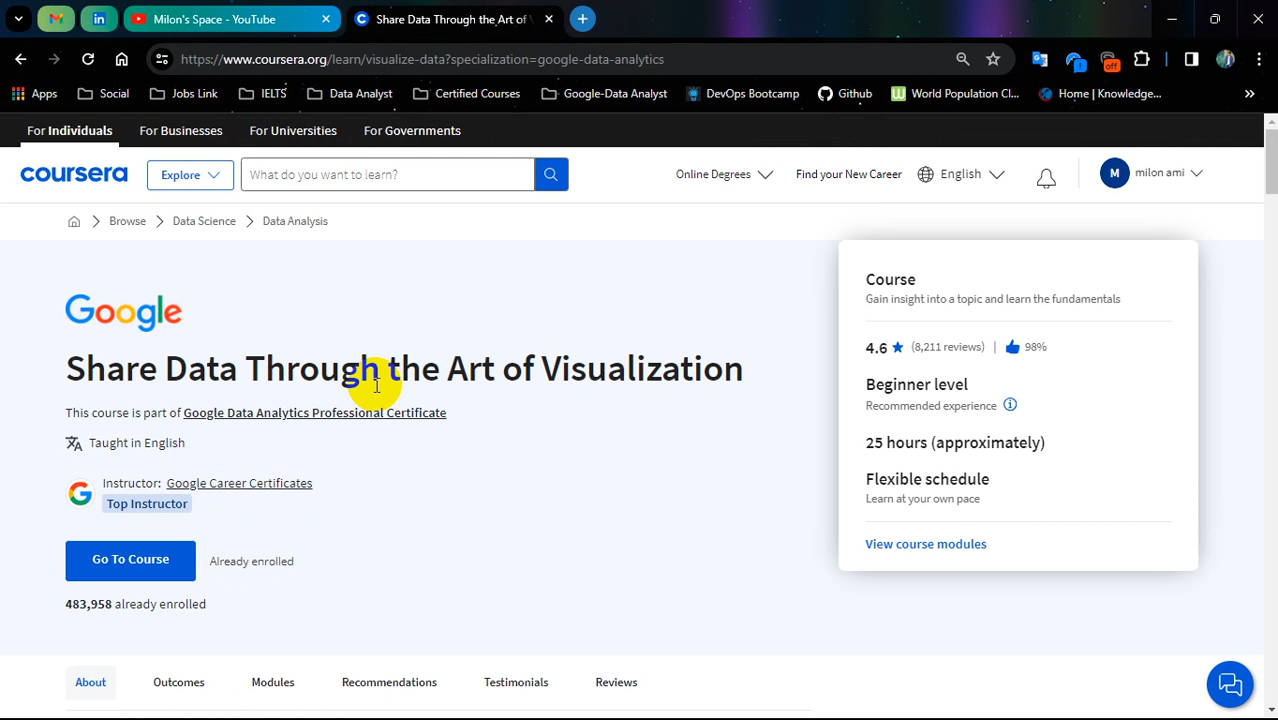 Milon's Space - YouTube
Share Data Through the Art of
https://www.coursera.org/learn/visualize-data?specialization=google-data-analytics
off
Apps Social Jobs Link IELTS Data Analyst Certified Courses Google-Data Analyst DevOps Bootcamp Github World Population Cl... Home | Knowledge...
For Individuals For Businesses For Universities For Governments
coursera Explore What do you want to learn? Online Degrees Find your New Career English M milon ami
Browse Data Science Data Analysis
Google
Share Data Through the Art of Visualization
This course is part of Google Data Analytics Professional Certificate
Taught in English
Instructor: Google Career Certificates
Top Instructor
Go To Course Already enrolled
483,958 already enrolled
Course
Gain insight into a topic and learn the fundamentals
4.6 (8,211 reviews) | 98%
Beginner level
Recommended experience
25 hours (approximately)
Flexible schedule
Learn at your own pace
View course modules
About Outcomes Modules Recommendations Testimonials Reviews